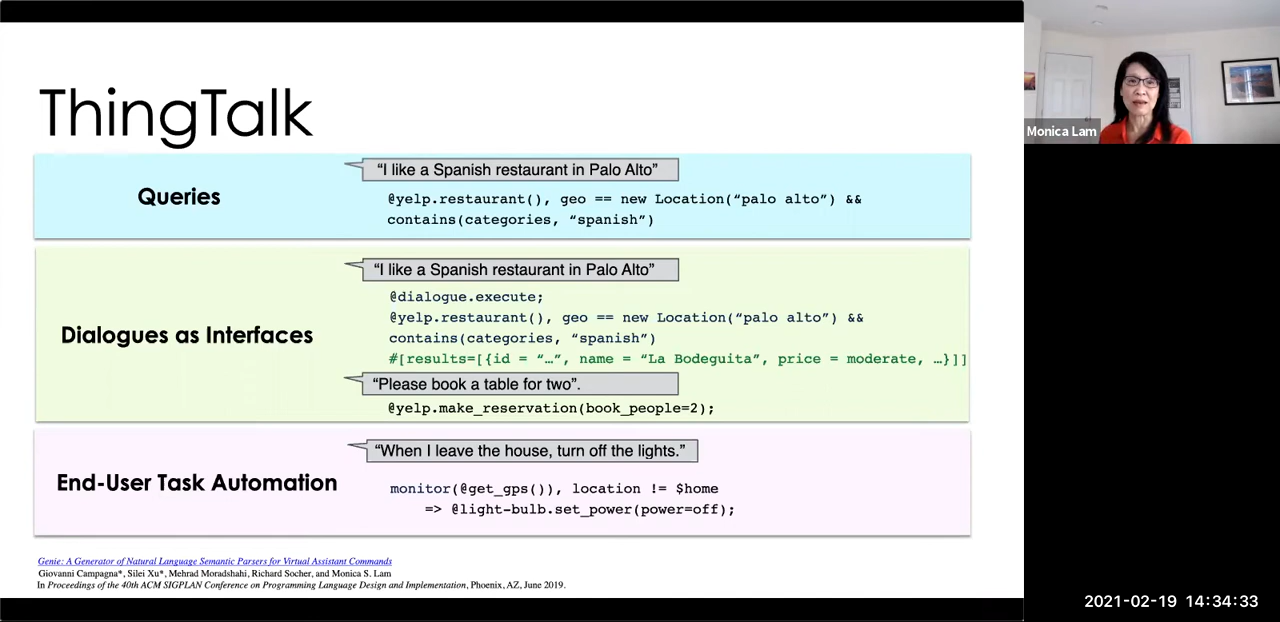 ThingTalk
Queries
“I like a Spanish restaurant in Palo Alto”
@yelp.restaurant(), geo == new Location(“palo alto”) &&
contains(categories, “spanish”)
Dialogues as Interfaces
“I like a Spanish restaurant in Palo Alto”
@dialogue.execute;
@yelp.restaurant(), geo == new Location(“palo alto”) &&
contains(categories, “spanish”)
#[results=[{id = “…”, name = “La Bodeguita”, price = moderate, …}]]
“Please book a table for two”.
@yelp.make_reservation(book_people=2);
End-User Task Automation
“When I leave the house, turn off the lights.”
monitor(@get_gps()), location != $home
=> @light-bulb.set_power(power=off);
Genie: A Generator of Natural Language Semantic Parsers for Virtual Assistant Commands
Giovanni Campagna*, Silei Xu*, Mehrad Moradshahi, Richard Socher, and Monica S. Lam
In Proceedings of the 40th ACM SIGPLAN Conference on Programming Language Design and Implementation, Phoenix, AZ, June 2019.
Monica Lam
2021-02-19 14:34:33